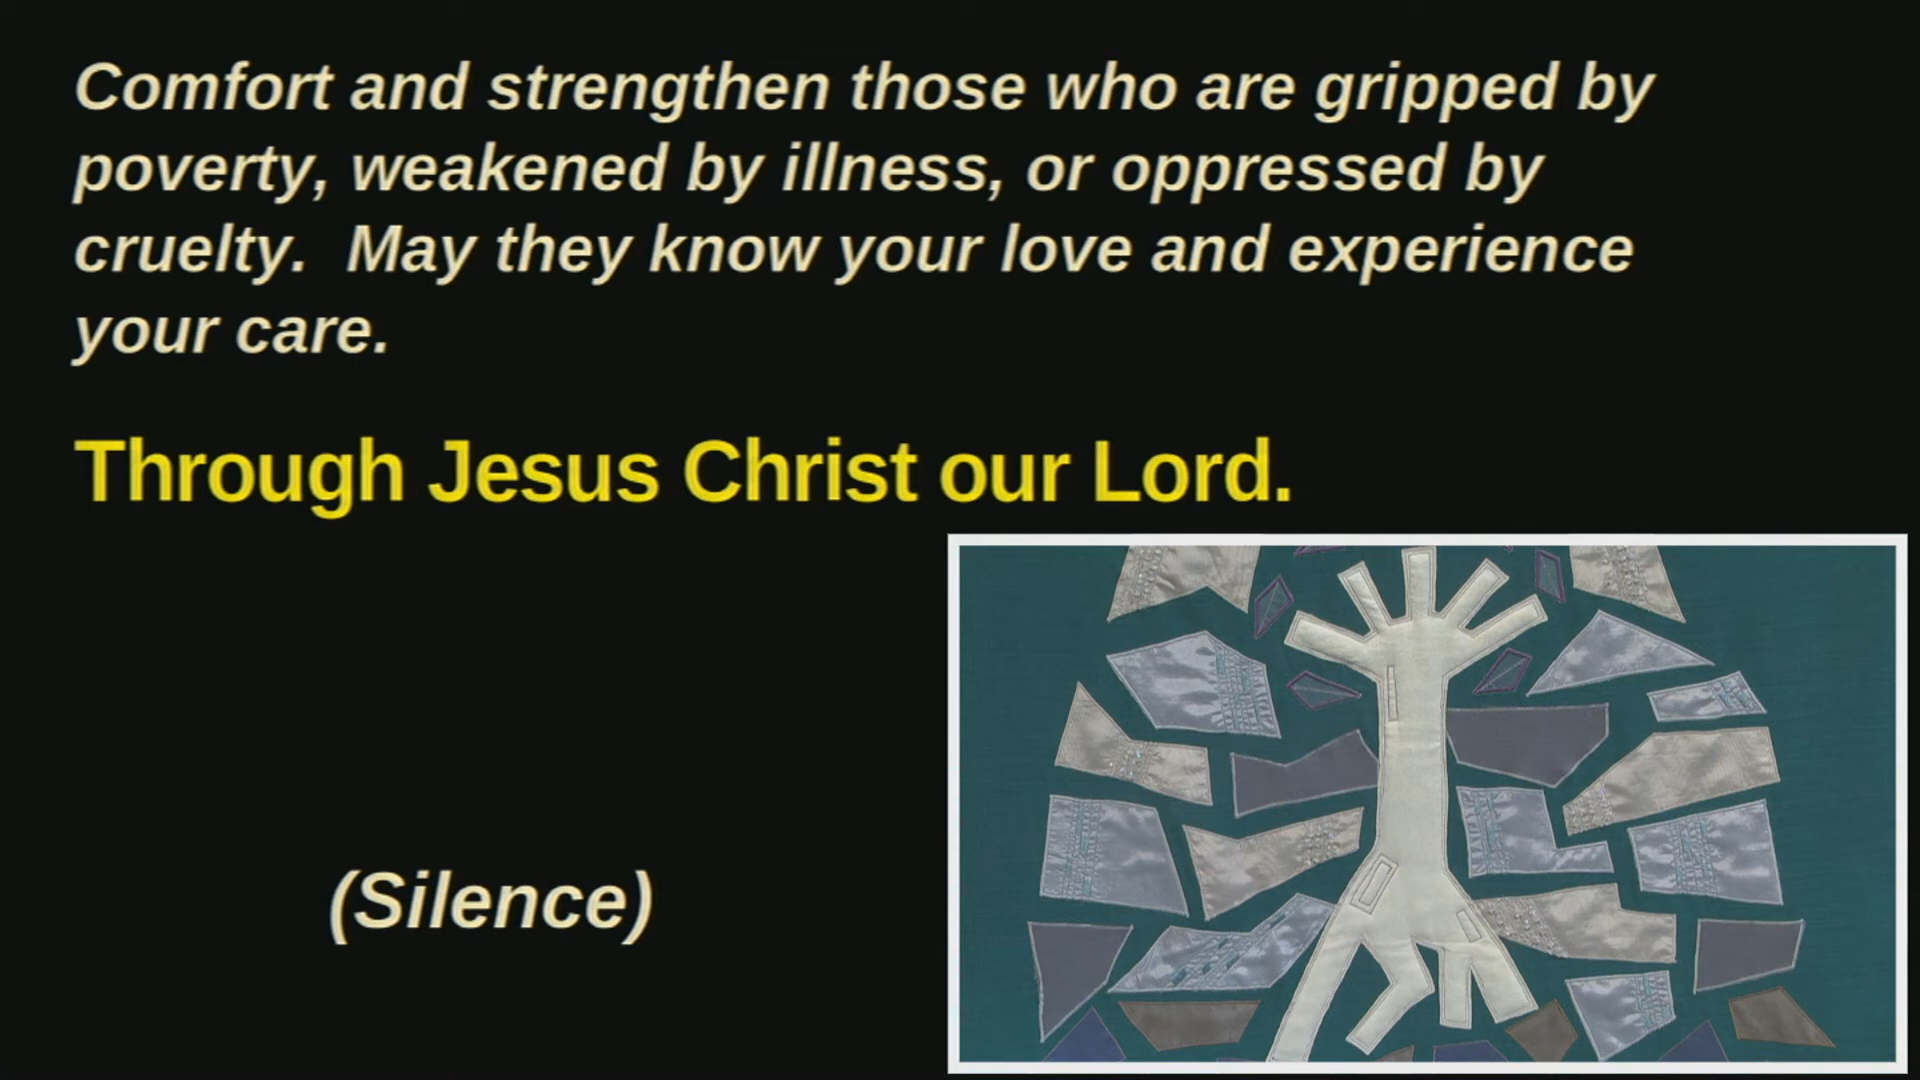 Comfort and strengthen those who are gripped by
poverty, weakened by illness, or oppressed by
cruelty.  May they know your love and experience
your care.
Through Jesus Christ our Lord.
(Silence)